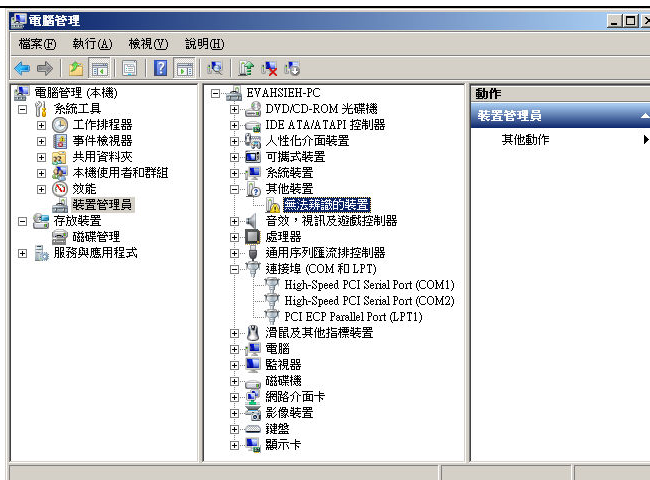 電腦管理
檔案(F) 執行(A) 檢視(V) 說明(H)
電腦管理 (本機)
系統工具
工作排程器
事件檢視器
共用資料夾
本機使用者和群組
效能
裝置管理員
存放裝置
磁碟管理
服務與應用程式
EVAHSIEH-PC
DVD/CD-ROM 光碟機
IDE ATA/ATAPI 控制器
人性化介面裝置
可攜式裝置
系統裝置
其他裝置
無法辨識的裝置
音效，視訊及遊戲控制器
處理器
通用序列匯流排控制器
連接埠 (COM 和 LPT)
High-Speed PCI Serial Port (COM1)
High-Speed PCI Serial Port (COM2)
PCI ECP Parallel Port (LPT1)
滑鼠及其他指標裝置
電腦
監視器
磁碟機
網路介面卡
影像裝置
鍵盤
顯示卡
動作
裝置管理員
其他動作